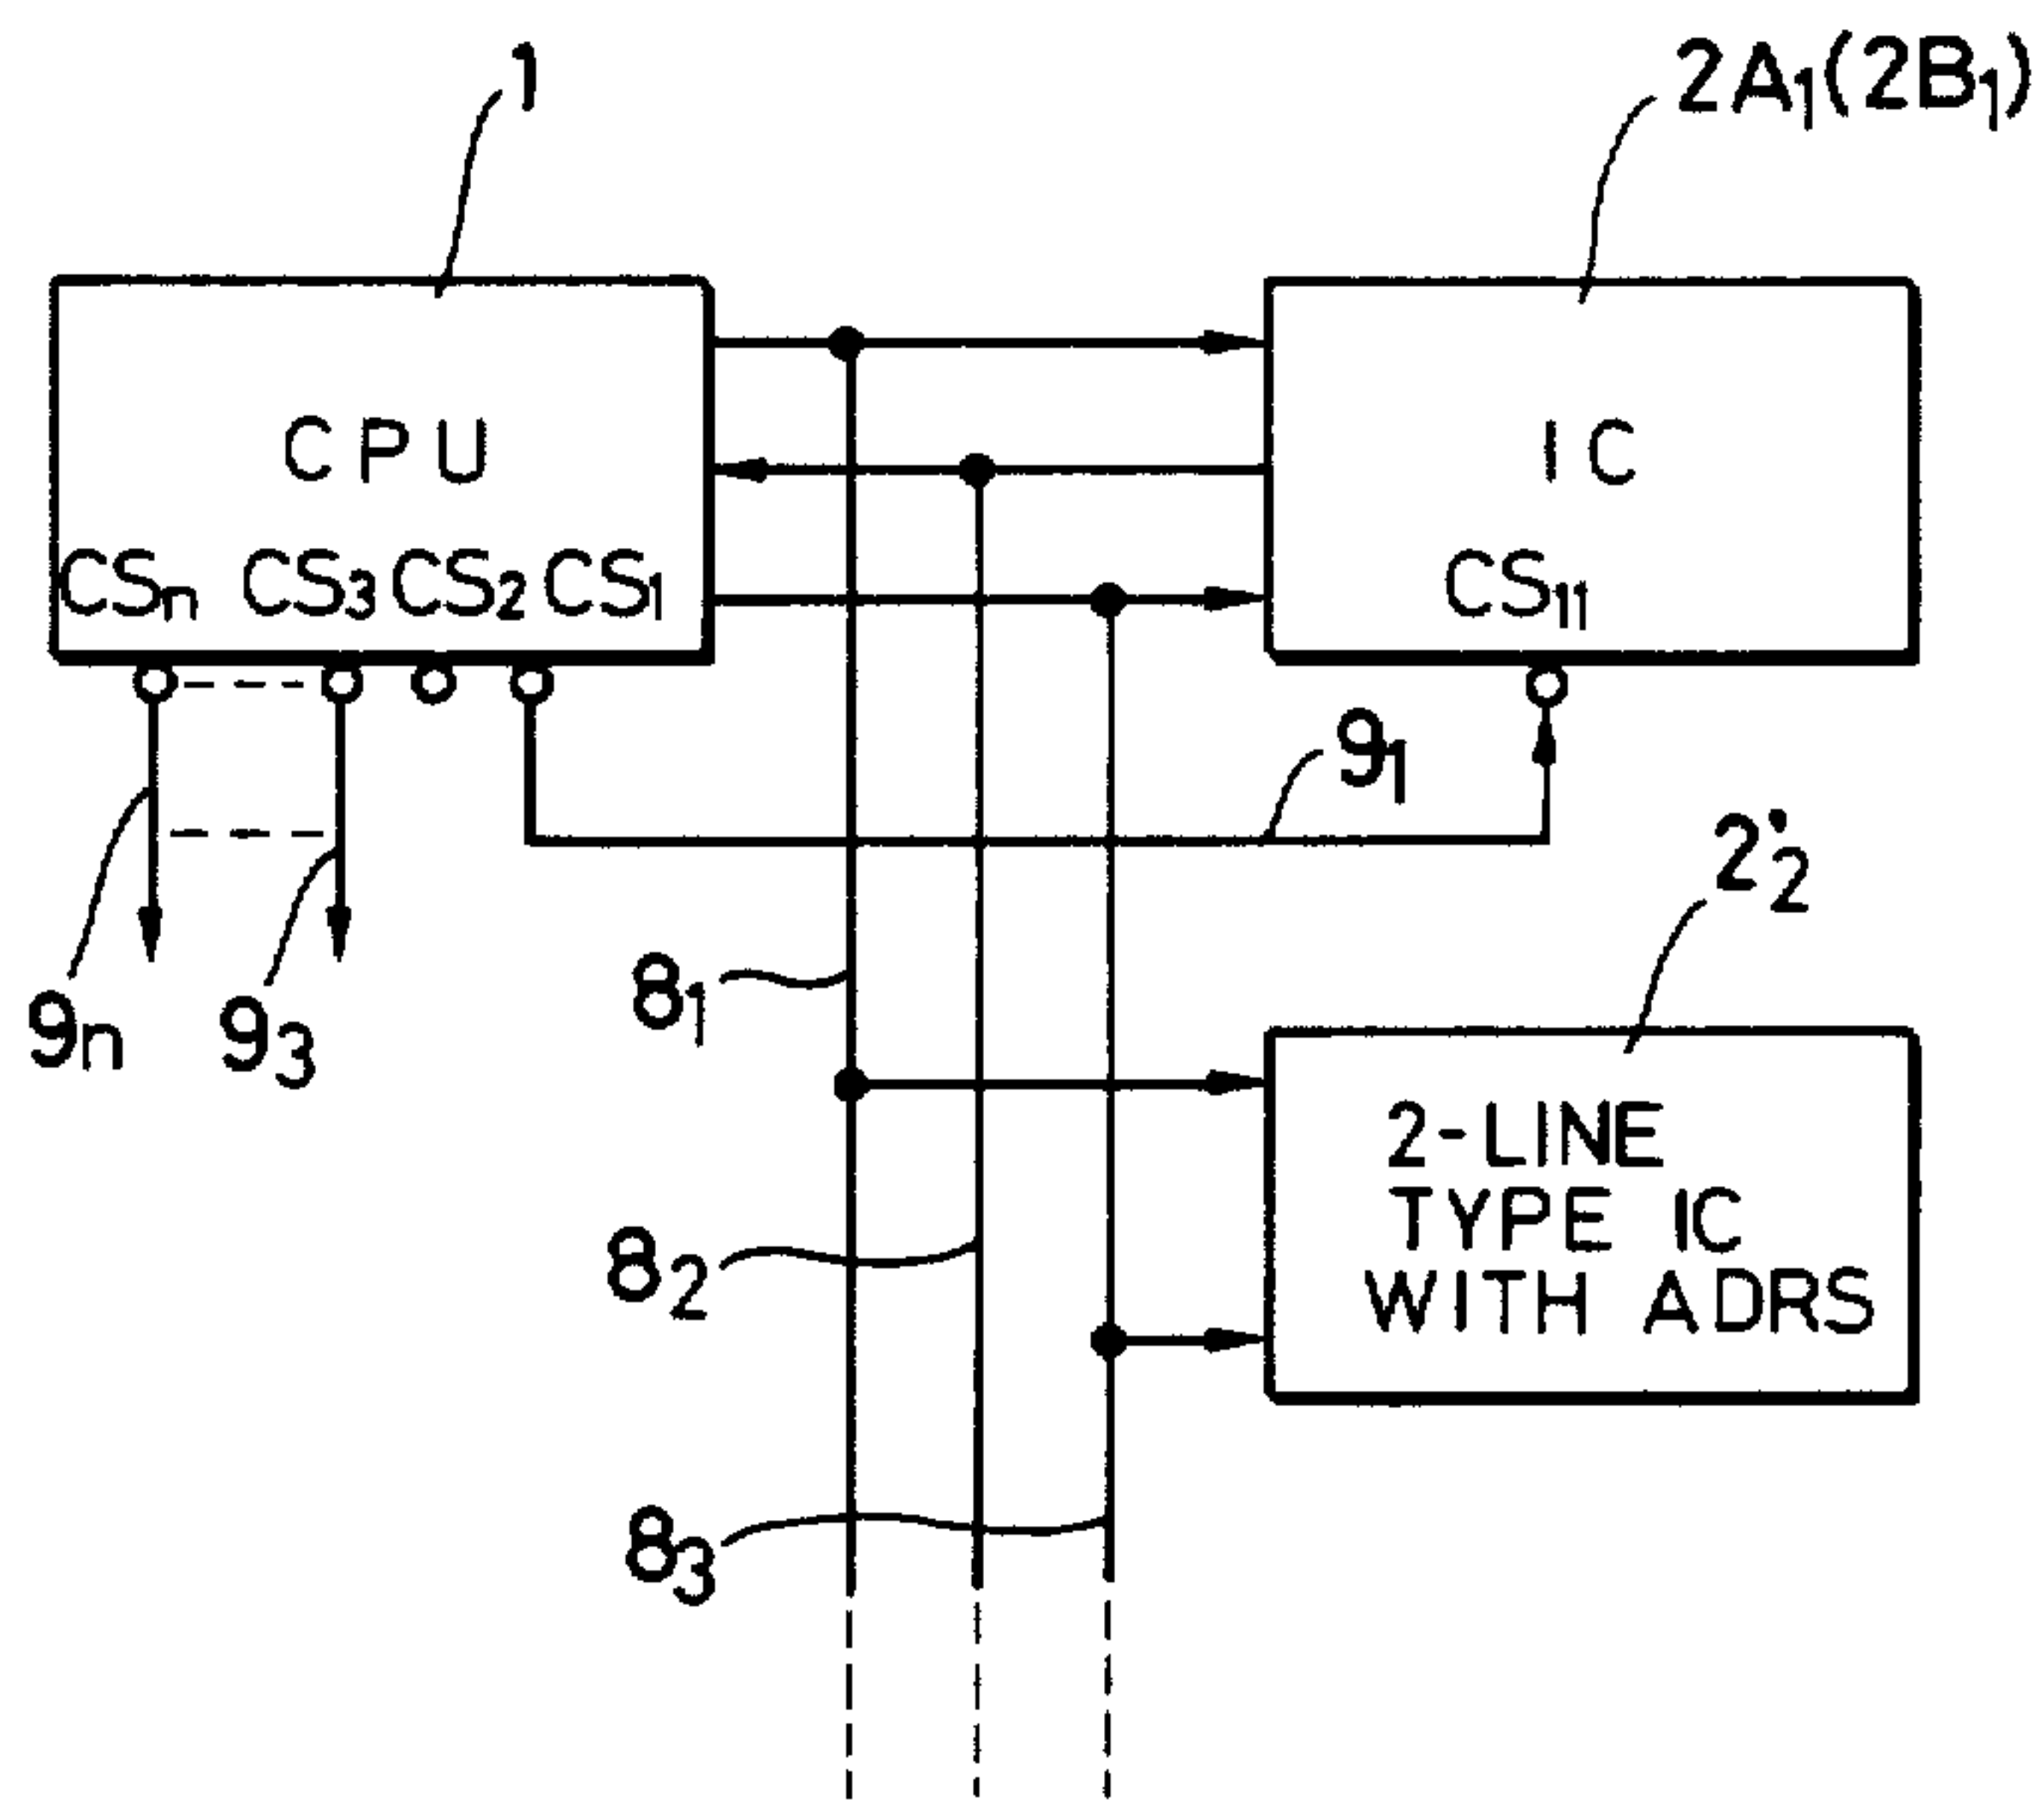 1
2A₁(2B₁)
CPU
IC
CSn CS₃ CS₂ CS₁
CS₁₁
9₁
2'₂
9n
9₃
8₁
2-LINE
TYPE IC
WITH ADRS
8₂
8₃